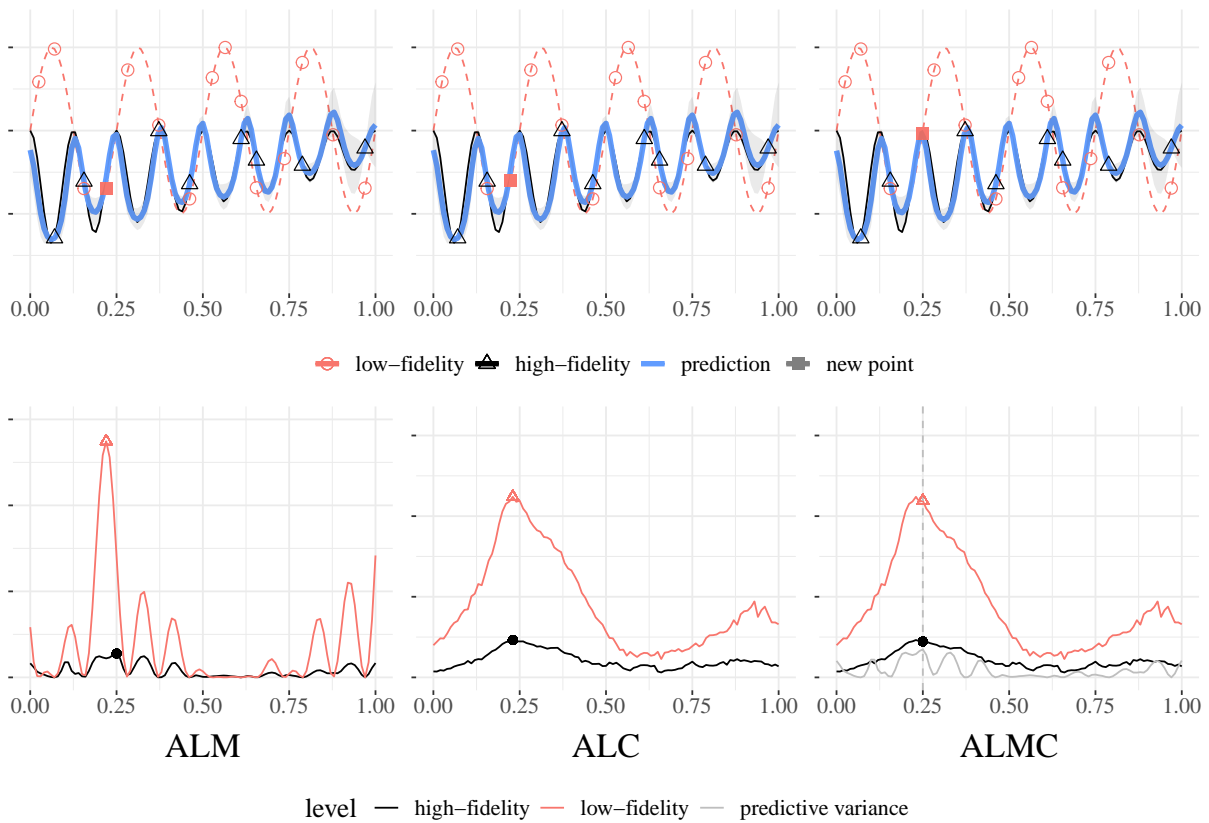 0.00 0.25 0.50 0.75 1.00 0.00 0.25 0.50 0.75 1.00 0.00 0.25 0.50 0.75 1.00
low−fidelity high−fidelity prediction new point
0.00 0.25 0.50 0.75 1.00 0.00 0.25 0.50 0.75 1.00 0.00 0.25 0.50 0.75 1.00
ALM ALC ALMC
level high−fidelity low−fidelity predictive variance